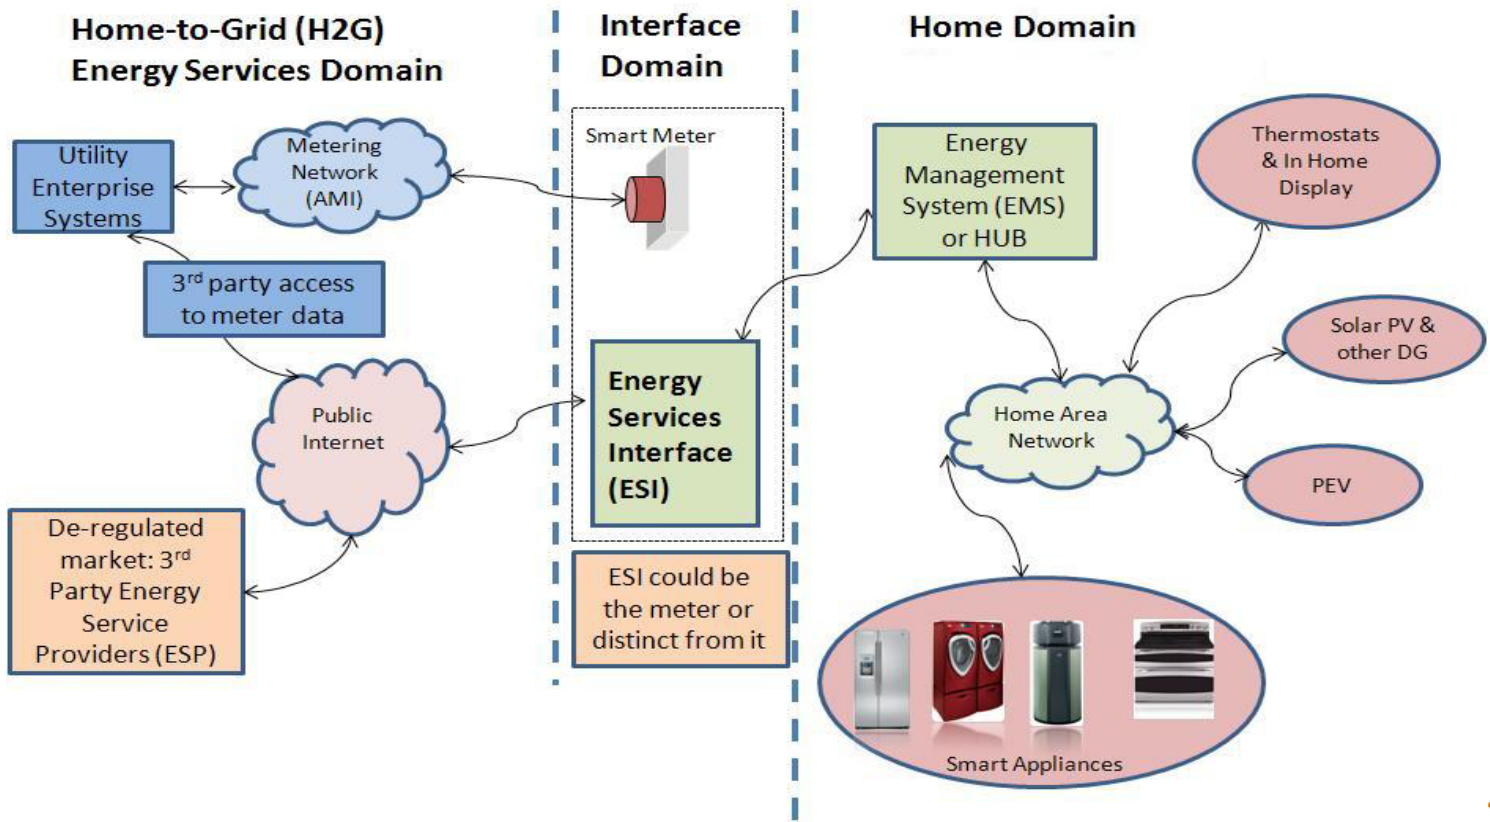 Home-to-Grid (H2G)
Energy Services Domain
Interface
Domain
Home Domain
Utility
Enterprise
Systems
Metering
Network
(AMI)
Smart Meter
3rd party access
to meter data
Public
Internet
De-regulated
market: 3rd
Party Energy
Service
Providers (ESP)
Energy
Services
Interface
(ESI)
ESI could be
the meter or
distinct from it
Energy
Management
System (EMS)
or HUB
Thermostats
& In Home
Display
Solar PV &
other DG
Home Area
Network
PEV
Smart Appliances